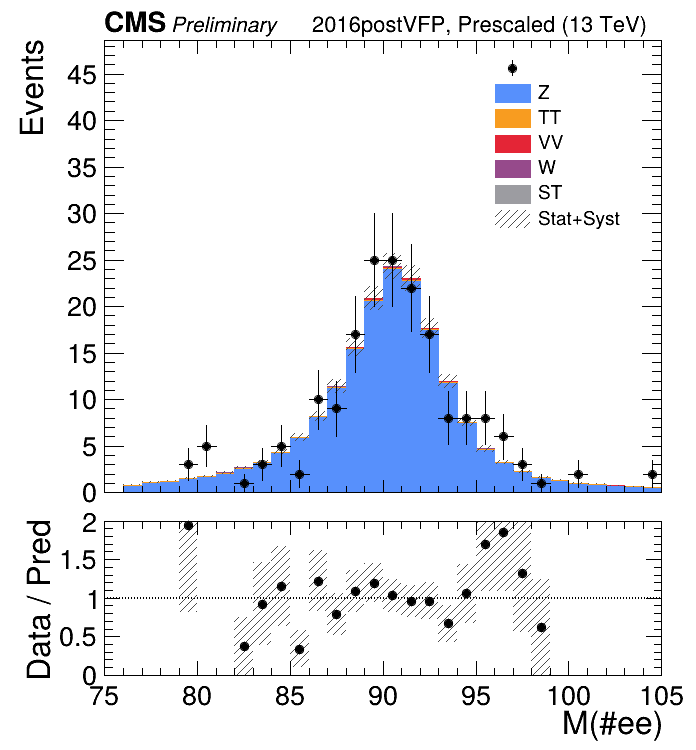 CMS Preliminary 2016postVFP, Prescaled (13 TeV)
Events
45
40
35
30
25
20
15
10
5
0
Z
TT
VV
W
ST
Stat+Syst
Data / Pred
2
1.5
1
0.5
0
75 80 85 90 95 100 105
M(#ee)